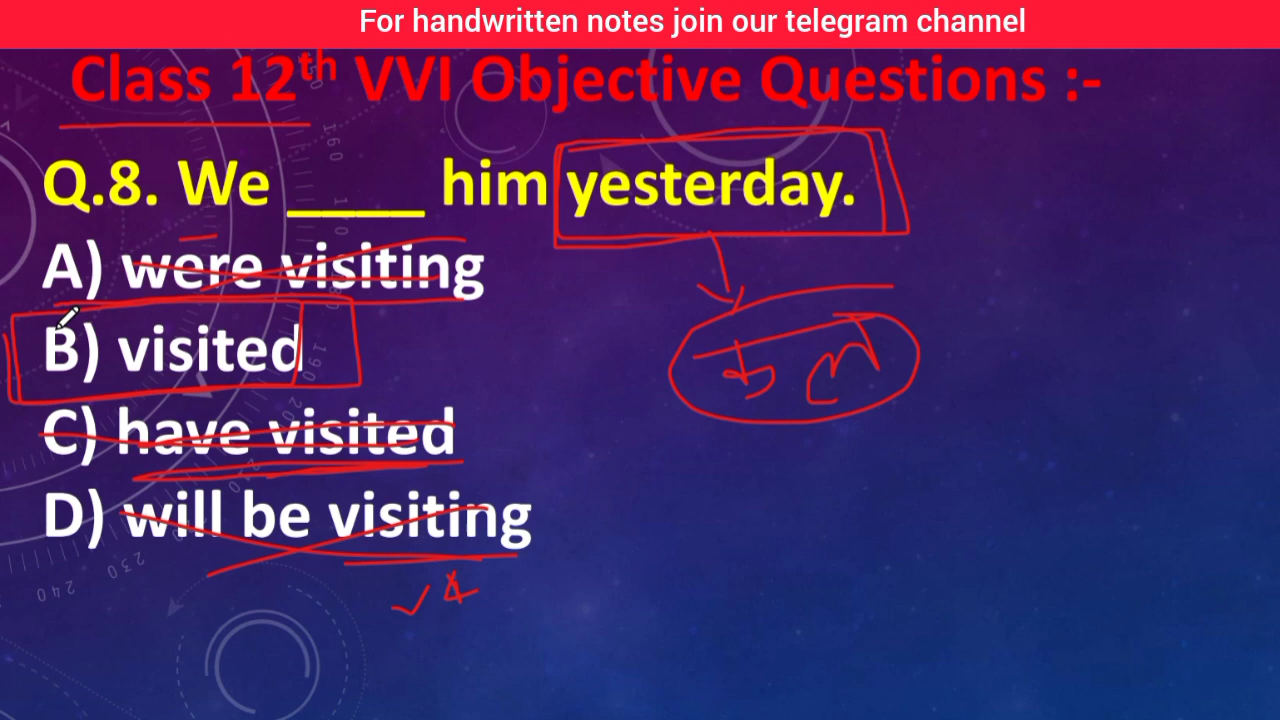 For handwritten notes join our telegram channel
Class 12th VVI Objective Questions :-
Q.8. We ____ him yesterday.
A) were visiting
B) visited
C) have visited
D) will be visiting